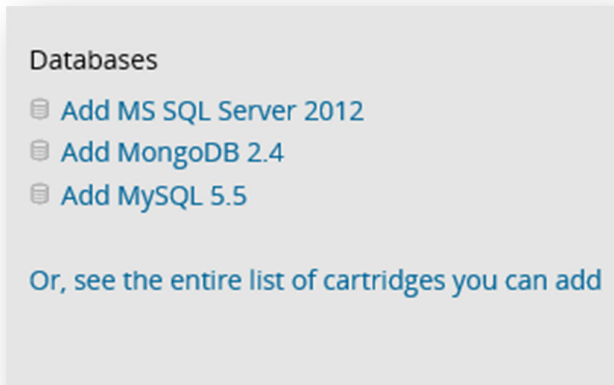 Databases
Add MS SQL Server 2012
Add MongoDB 2.4
Add MySQL 5.5
Or, see the entire list of cartridges you can add